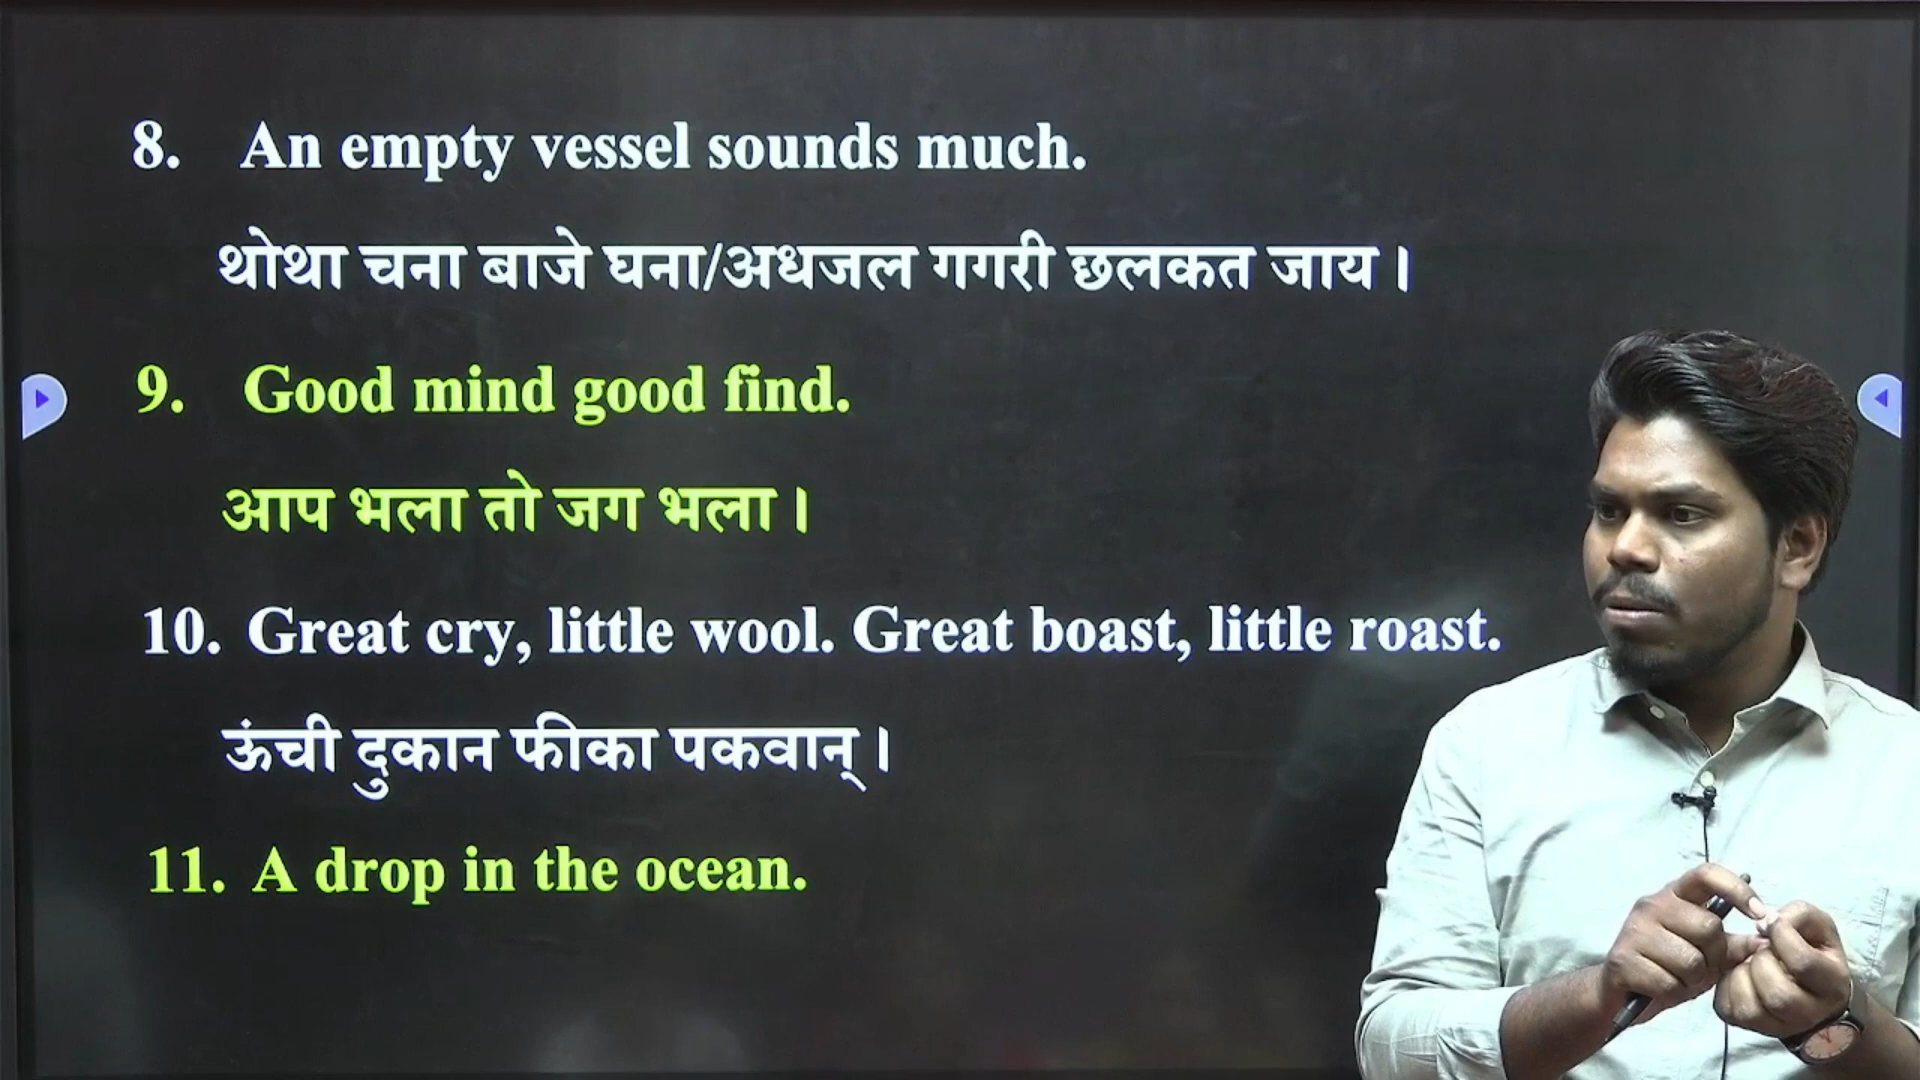 8. An empty vessel sounds much.
थोथा चना बाजे घना/अधजल गगरी छलकत जाय।
9. Good mind good find.
आप भला तो जग भला।
10. Great cry, little wool. Great boast, little roast.
ऊंची दुकान फीका पकवान्।
11. A drop in the ocean.